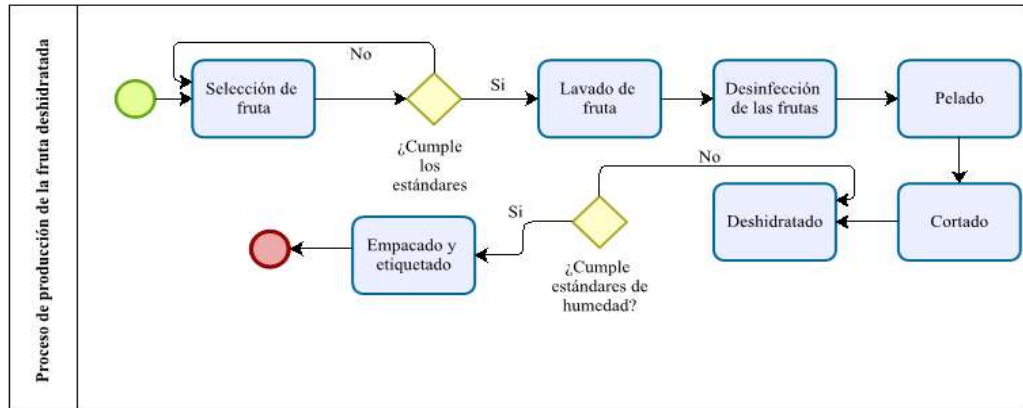 Proceso de producción de la fruta deshidratada
No
Selección de
fruta
Si
¿Cumple
los
estándares
Lavado de
fruta
Desinfección
de las frutas
Pelado
No
Cortado
Deshidratado
Si
¿Cumple
estándares de
humedad?
Empacado y
etiquetado